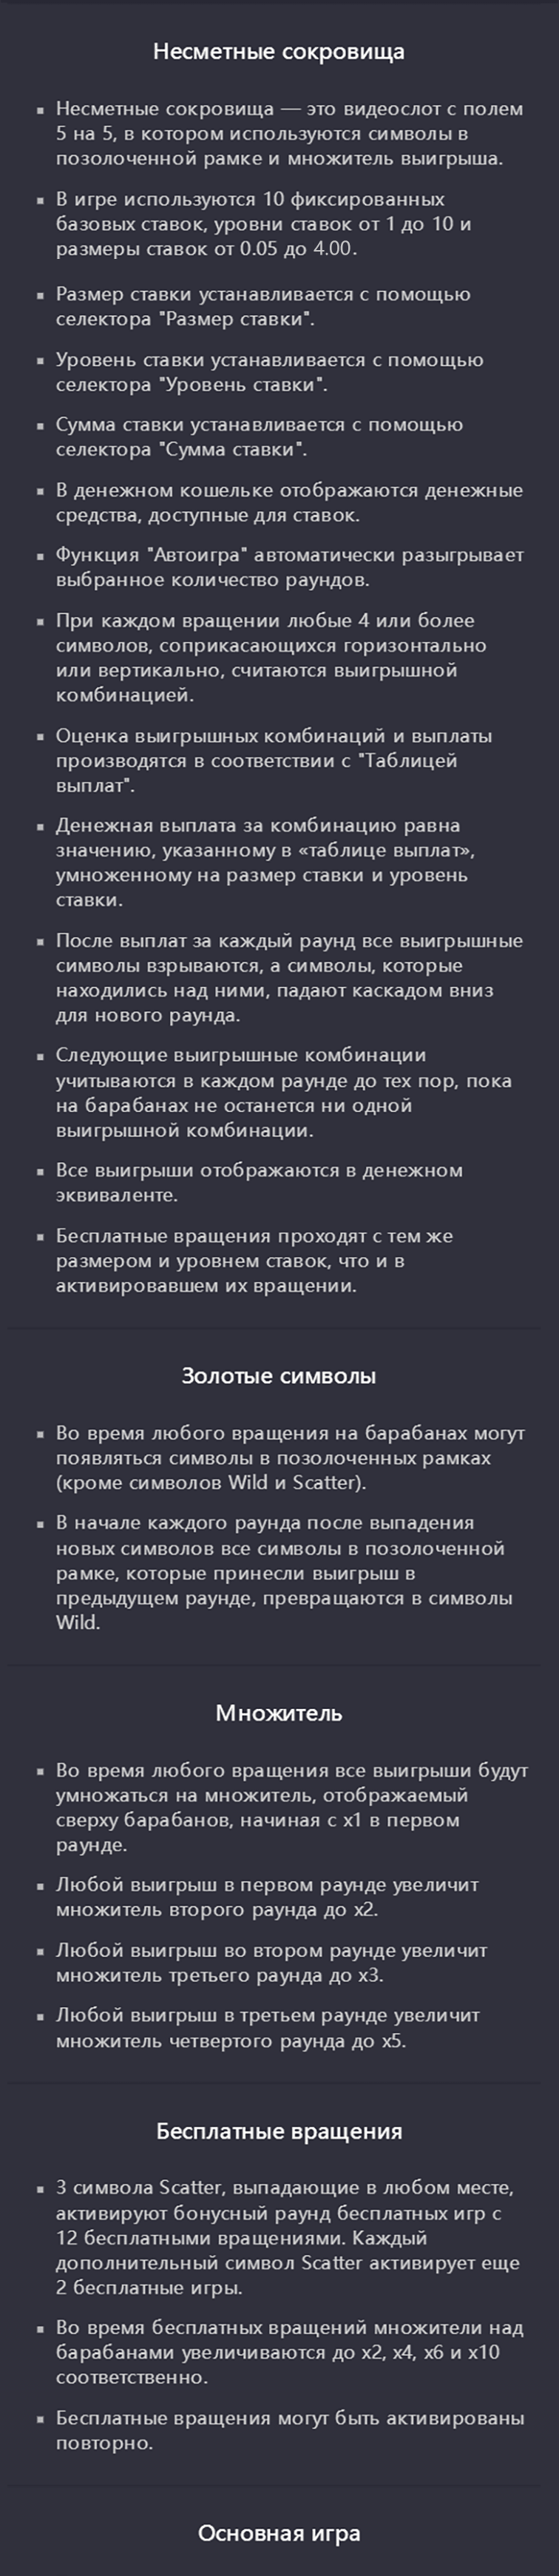 Несметные сокровища
▪ Несметные сокровища — это видеослот с полем
5 на 5, в котором используются символы в
позолоченной рамке и множитель выигрыша.
▪ В игре используются 10 фиксированных
базовых ставок, уровни ставок от 1 до 10 и
размеры ставок от 0.05 до 4.00.
▪ Размер ставки устанавливается с помощью
селектора "Размер ставки".
▪ Уровень ставки устанавливается с помощью
селектора "Уровень ставки".
▪ Сумма ставки устанавливается с помощью
селектора "Сумма ставки".
▪ В денежном кошельке отображаются денежные
средства, доступные для ставок.
▪ Функция "Автоигра" автоматически разыгрывает
выбранное количество раундов.
▪ При каждом вращении любые 4 или более
символов, соприкасающихся горизонтально
или вертикально, считаются выигрышной
комбинацией.
▪ Оценка выигрышных комбинаций и выплаты
производятся в соответствии с "Таблицей
выплат".
▪ Денежная выплата за комбинацию равна
значению, указанному в «таблице выплат»,
умноженному на размер ставки и уровень
ставки.
▪ После выплат за каждый раунд все выигрышные
символы взрываются, а символы, которые
находились над ними, падают каскадом вниз
для нового раунда.
▪ Следующие выигрышные комбинации
учитываются в каждом раунде до тех пор, пока
на барабанах не останется ни одной
выигрышной комбинации.
▪ Все выигрыши отображаются в денежном
эквиваленте.
▪ Бесплатные вращения проходят с тем же
размером и уровнем ставок, что и в
активировавшем их вращении.
Золотые символы
▪ Во время любого вращения на барабанах могут
появляться символы в позолоченных рамках
(кроме символов Wild и Scatter).
▪ В начале каждого раунда после выпадения
новых символов все символы в позолоченной
рамке, которые принесли выигрыш в
предыдущем раунде, превращаются в символы
Wild.
Множитель
▪ Во время любого вращения все выигрыши будут
умножаться на множитель, отображаемый
сверху барабанов, начиная с x1 в первом
раунде.
▪ Любой выигрыш в первом раунде увеличит
множитель второго раунда до x2.
▪ Любой выигрыш во втором раунде увеличит
множитель третьего раунда до x3.
▪ Любой выигрыш в третьем раунде увеличит
множитель четвертого раунда до x5.
Бесплатные вращения
▪ 3 символа Scatter, выпадающие в любом месте,
активируют бонусный раунд бесплатных игр с
12 бесплатными вращениями. Каждый
дополнительный символ Scatter активирует еще
2 бесплатные игры.
▪ Во время бесплатных вращений множители над
барабанами увеличиваются до x2, x4, x6 и x10
соответственно.
▪ Бесплатные вращения могут быть активированы
повторно.
Основная игра